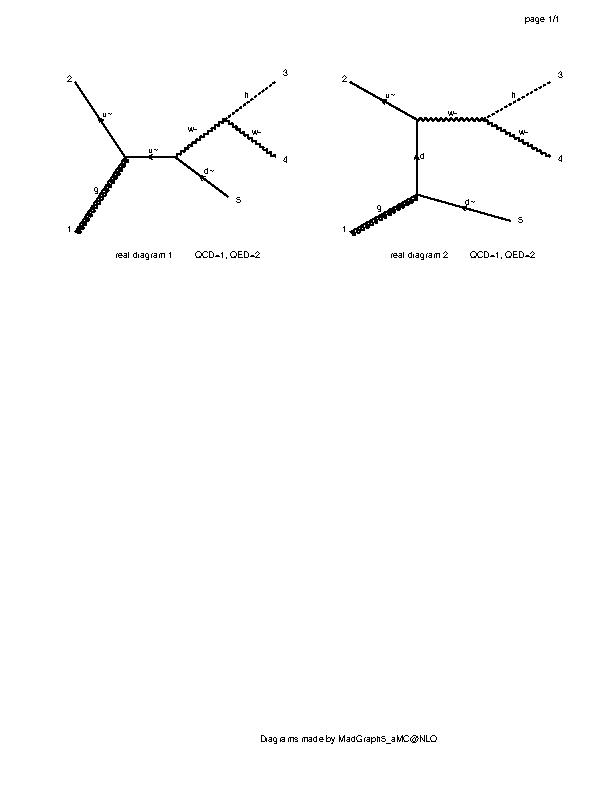 page 1/1
2
u~
g
1
u~
w-
h
3
w-
4
d~
5
real diagram 1 QCD=1, QED=2
2
u~
w-
h
3
w-
4
d
g
1
d~
5
real diagram 2 QCD=1, QED=2
Diagrams made by MadGraph5_aMC@NLO